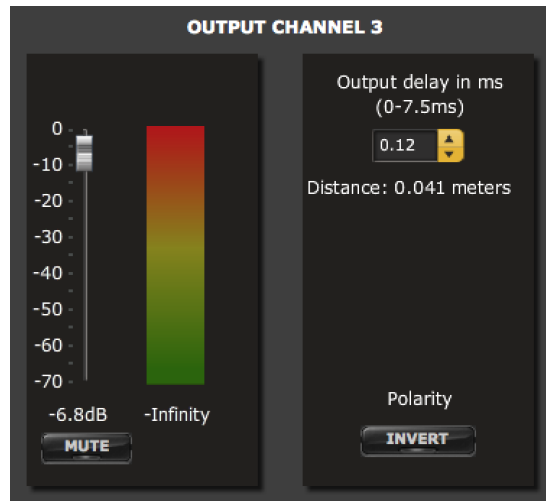 OUTPUT CHANNEL 3
0
-10
-20
-30
-40
-50
-60
-70
-6.8dB
-Infinity
MUTE
Output delay in ms
(0-7.5ms)
0.12
Distance: 0.041 meters
Polarity
INVERT